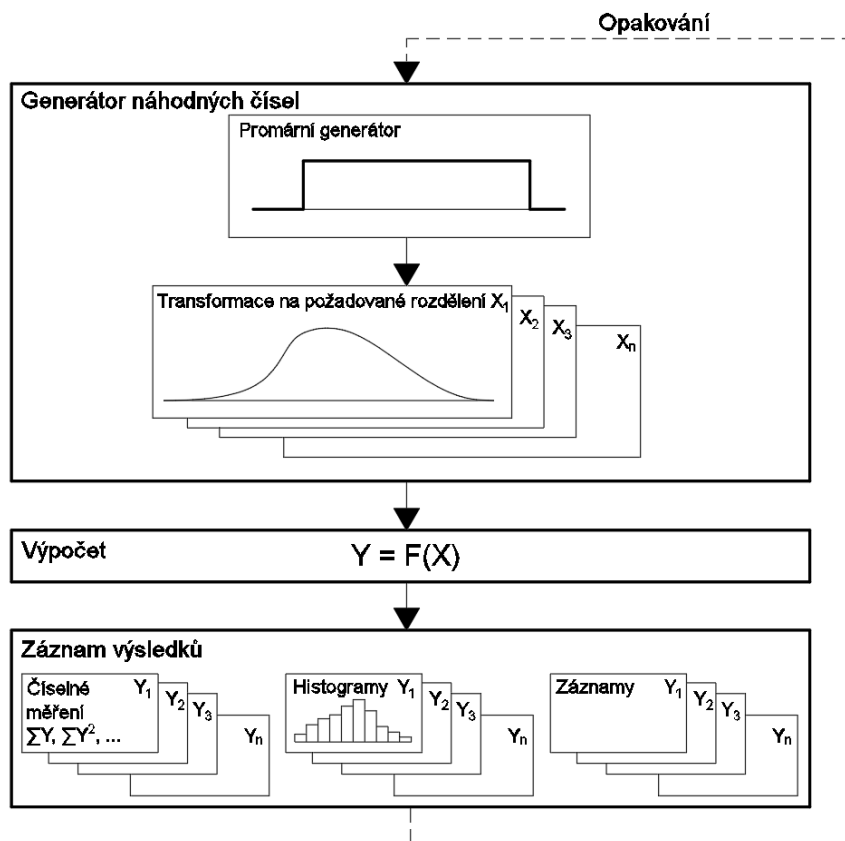 Opakování
Generátor náhodných čísel
Promární generátor
Transformace na požadované rozdělení X₁
X₂
X₃
Xₙ
Výpočet
Y = F(X)
Záznam výsledků
Číselné
měření
∑Y, ∑Y², ...
Y₁
Y₂
Y₃
Yₙ
Histogramy Y₁
Y₂
Y₃
Yₙ
Záznamy Y₁
Y₂
Y₃
Yₙ